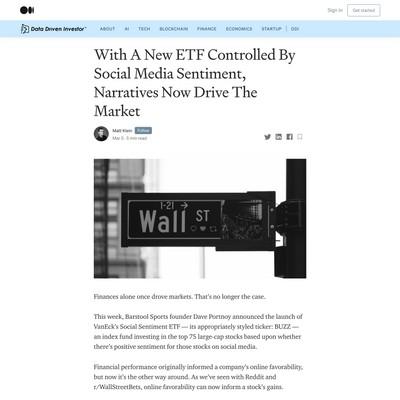 Sign in
Get started
Data Driven Investor
ABOUT AI TECH BLOCKCHAIN FINANCE ECONOMICS STARTUP DDI
With A New ETF Controlled By
Social Media Sentiment,
Narratives Now Drive The
Market
Matt Klein Follow
Mar 5 · 5 min read
1-21 →
Wall ST
Finances alone once drove markets. That's no longer the case.
This week, Barstool Sports founder Dave Portnoy announced the launch of
VanEck's Social Sentiment ETF — its appropriately styled ticker: BUZZ —
an index fund investing in the top 75 large-cap stocks based upon whether
there's positive sentiment for those stocks on social media.
Financial performance originally informed a company's online favorability,
but now it's the other way around. As we've seen with Reddit and
r/WallStreetBets, online favorability can now inform a stock's gains.